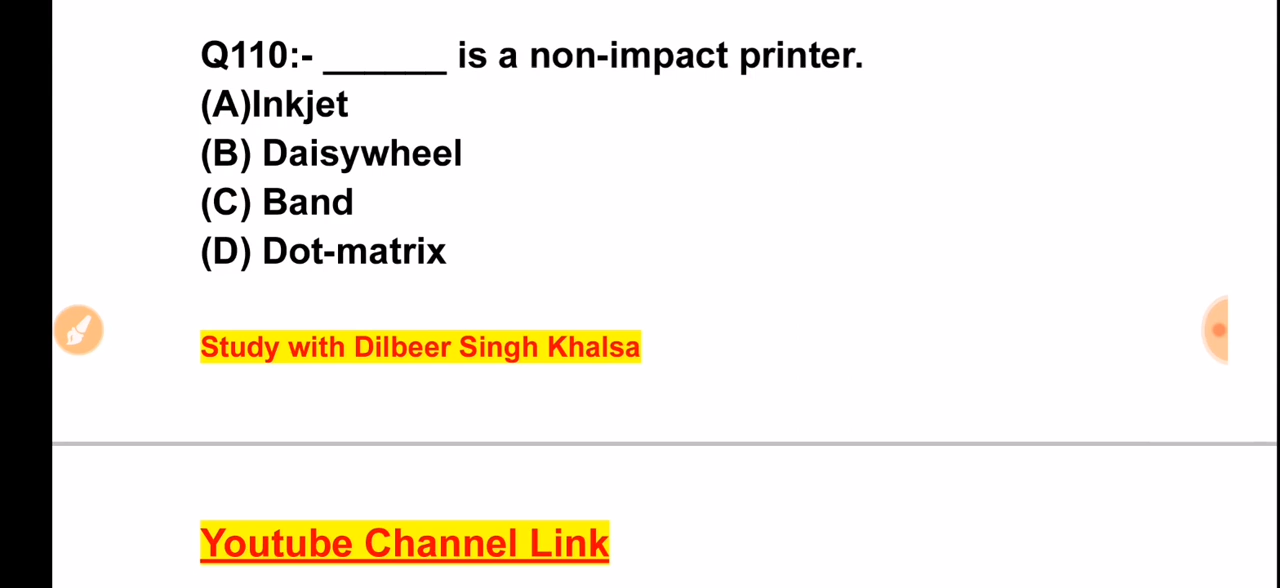 Q110:- ______ is a non-impact printer.
(A)Inkjet
(B) Daisywheel
(C) Band
(D) Dot-matrix
Study with Dilbeer Singh Khalsa
Youtube Channel Link